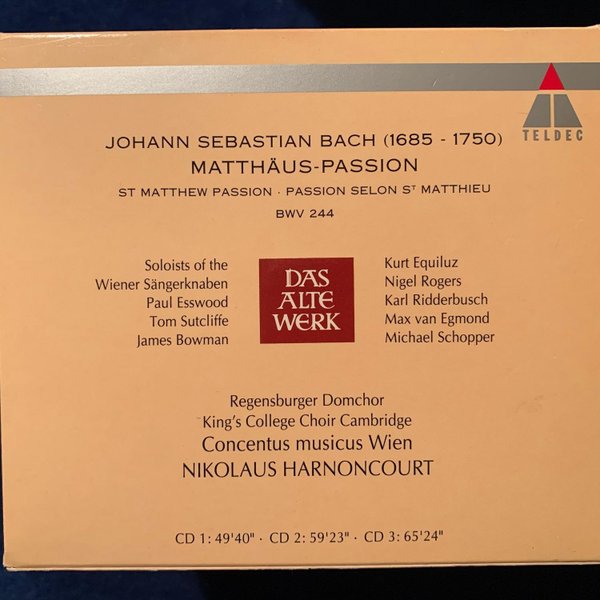 TELDEC
JOHANN SEBASTIAN BACH (1685 - 1750)
MATTHÄUS-PASSION
ST MATTHEW PASSION · PASSION SELON Sᵀ MATTHIEU
BWV 244
Soloists of the
Wiener Sängerknaben
Paul Esswood
Tom Sutcliffe
James Bowman
DAS
ALTE
WERK
Kurt Equiluz
Nigel Rogers
Karl Ridderbusch
Max van Egmond
Michael Schopper
Regensburger Domchor
King's College Choir Cambridge
Concentus musicus Wien
NIKOLAUS HARNONCOURT
CD 1: 49'40" · CD 2: 59'23" · CD 3: 65'24"